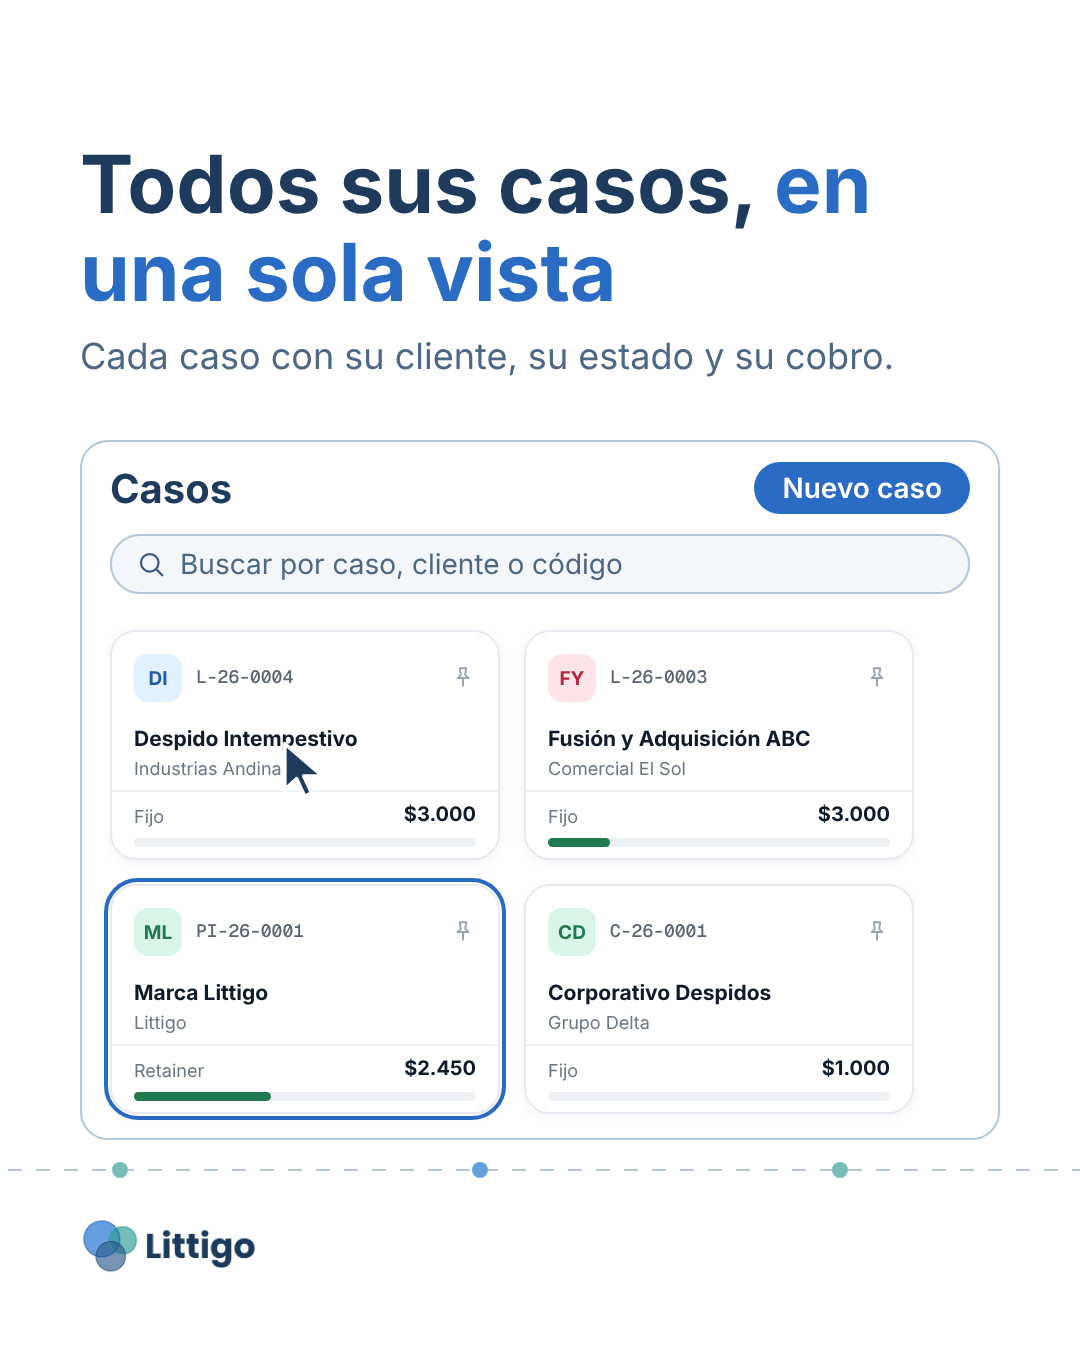 Todos sus casos, en
una sola vista
Cada caso con su cliente, su estado y su cobro.
Casos
Nuevo caso
Buscar por caso, cliente o código
DI L-26-0004
Despido Intempestivo
Industrias Andina
Fijo $3.000
FY L-26-0003
Fusión y Adquisición ABC
Comercial El Sol
Fijo $3.000
ML PI-26-0001
Marca Littigo
Littigo
Retainer $2.450
CD C-26-0001
Corporativo Despidos
Grupo Delta
Fijo $1.000
Littigo